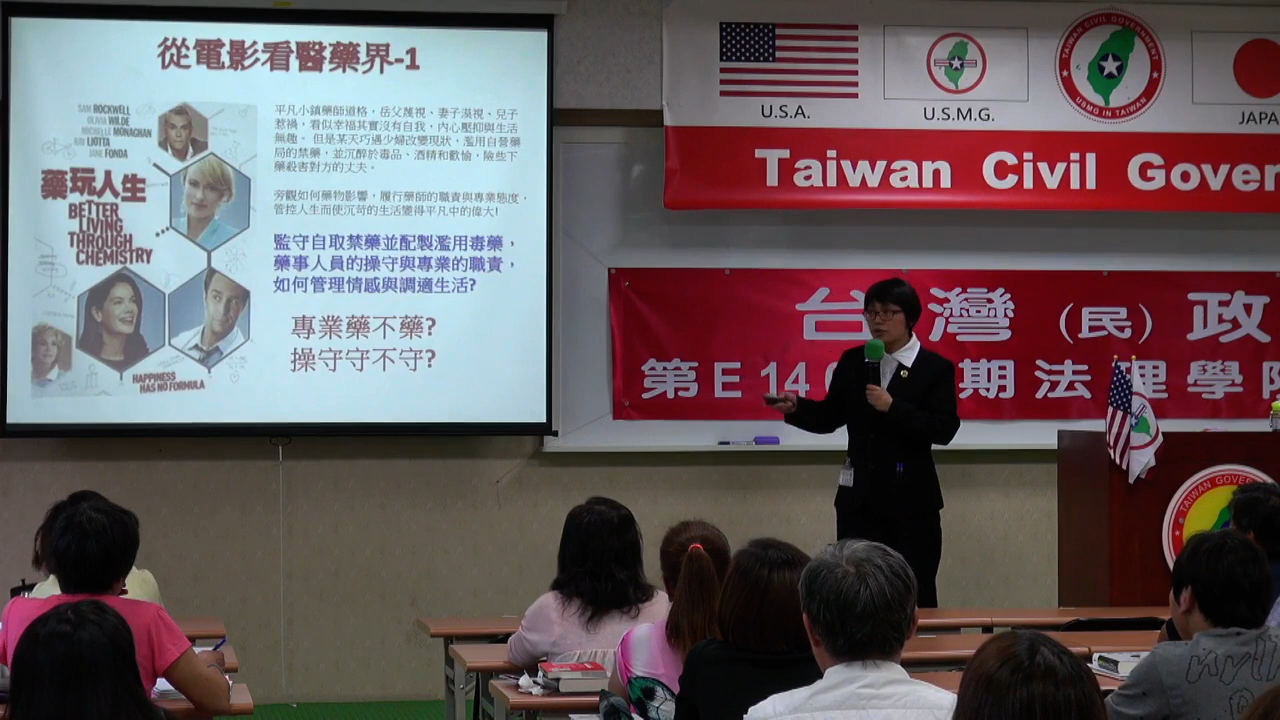 從電影看醫藥界-1
SAM ROCKWELL
OLIVIA WILDE
MICHELLE MONAGHAN
RAY LIOTTA
JANE FONDA
藥玩人生
BETTER
LIVING
THROUGH
CHEMISTRY
HAPPINESS
HAS NO FORMULA
平凡小鎮藥師道格，岳父蔑視、妻子漠視、兒子
惹禍，看似幸福其實沒有自我，內心壓抑與生活
無趣。但是某天巧遇少婦改變現狀，濫用自營藥
局的禁藥，並沉醉於毒品、酒精和歡愉，險些下
藥殺害對方的丈夫。
旁觀如何藥物影響，履行藥師的職責與專業態度，
管控人生而使沉苛的生活變得平凡中的偉大!
監守自取禁藥並配製濫用毒藥，
藥事人員的操守與專業的職責，
如何管理情感與調適生活?
專業藥不藥?
操守守不守?
U.S.A.
U.S.M.G.
TAIWAN CIVIL GOVERNMENT
USMG IN TAIWAN
JAPA
Taiwan Civil Gover
台灣（民）政
第E14
期法理學
TAIWAN GOVER